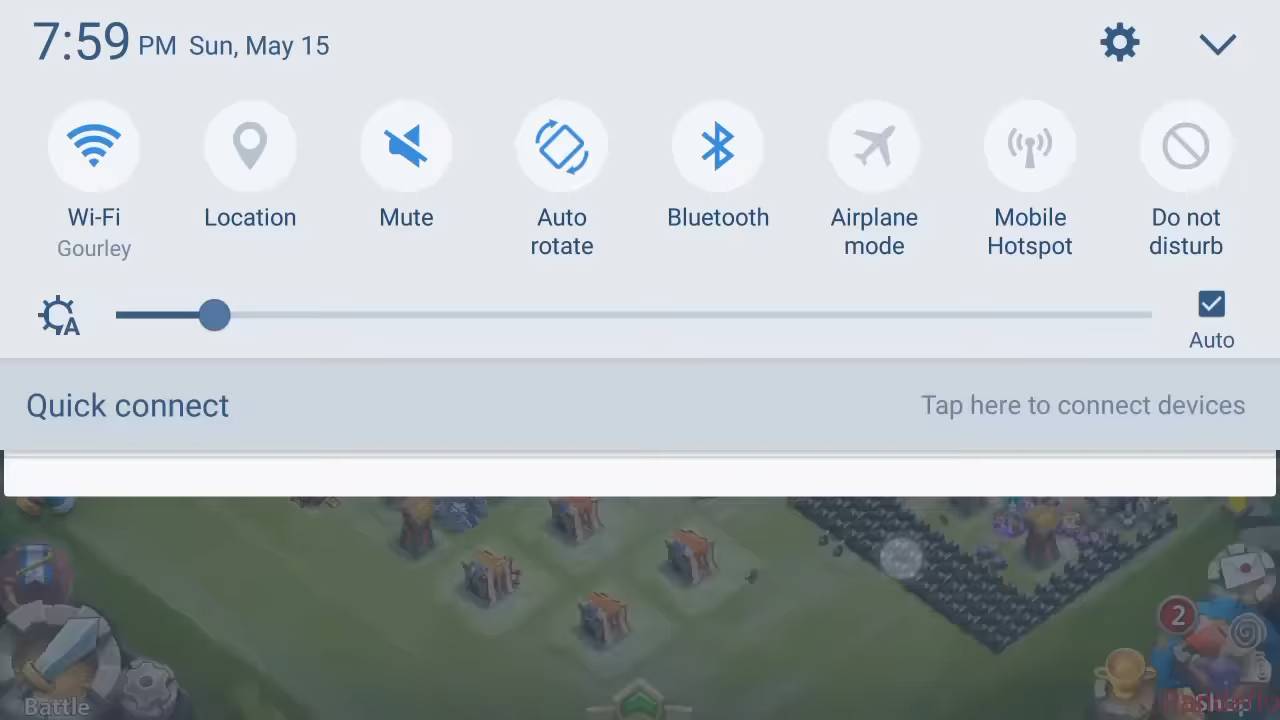 7:59 PM Sun, May 15
Wi-Fi
Gourley
Location
Mute
Auto
rotate
Bluetooth
Airplane
mode
Mobile
Hotspot
Do not
disturb
A
Auto
Quick connect
Tap here to connect devices
2
Battle
Shop